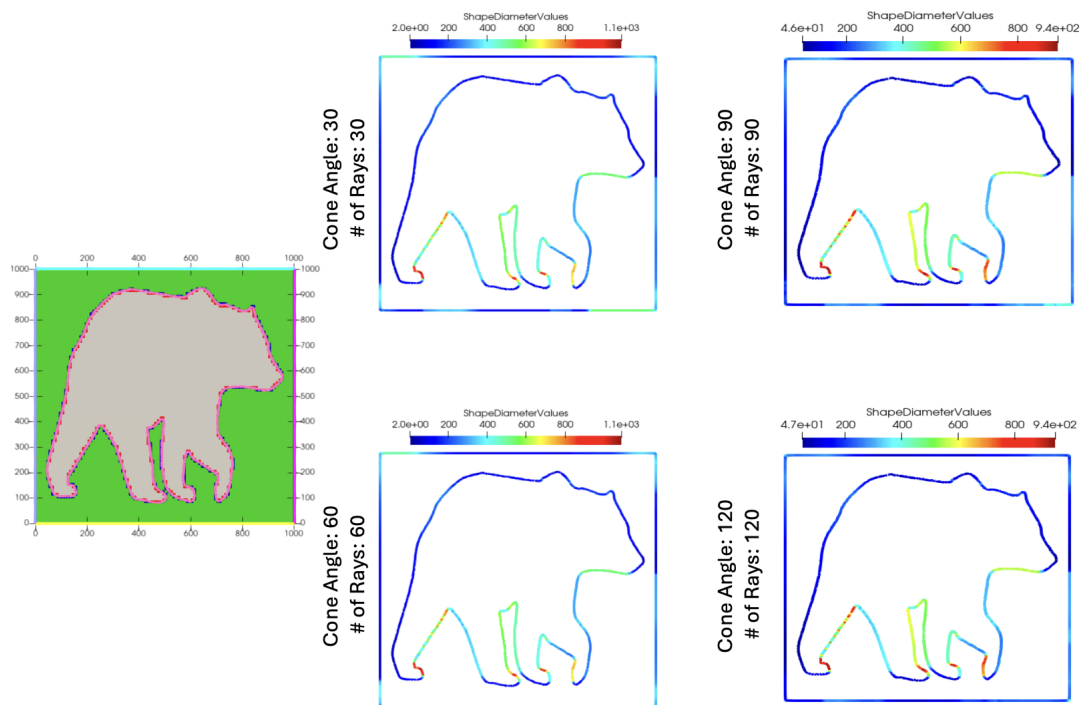 ShapeDiameterValues
2.0e+00 200 400 600 800 1.1e+03
Cone Angle: 30
# of Rays: 30
ShapeDiameterValues
4.6e+01 200 400 600 800 9.4e+02
Cone Angle: 90
# of Rays: 90
0 200 400 600 800 1000
1000 1000
900 900
800 800
700 700
600 600
500 500
400 400
300 300
200 200
100 100
0 0
0 200 400 600 800 1000
ShapeDiameterValues
2.0e+00 200 400 600 800 1.1e+03
Cone Angle: 60
# of Rays: 60
ShapeDiameterValues
4.7e+01 200 400 600 800 9.4e+02
Cone Angle: 120
# of Rays: 120